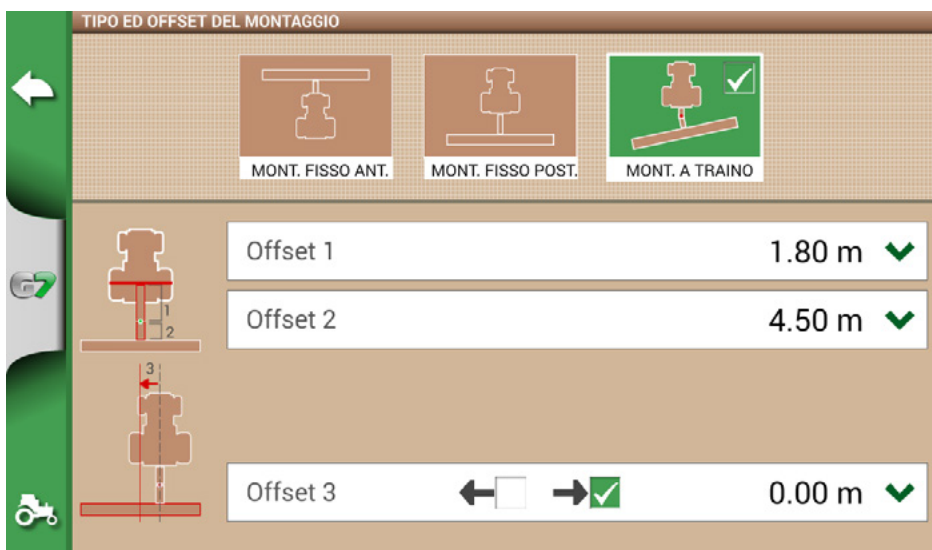 TIPO ED OFFSET DEL MONTAGGIO
MONT. FISSO ANT.
MONT. FISSO POST.
MONT. A TRAINO
G7
1
2
Offset 1
1.80 m
Offset 2
4.50 m
3
Offset 3
0.00 m